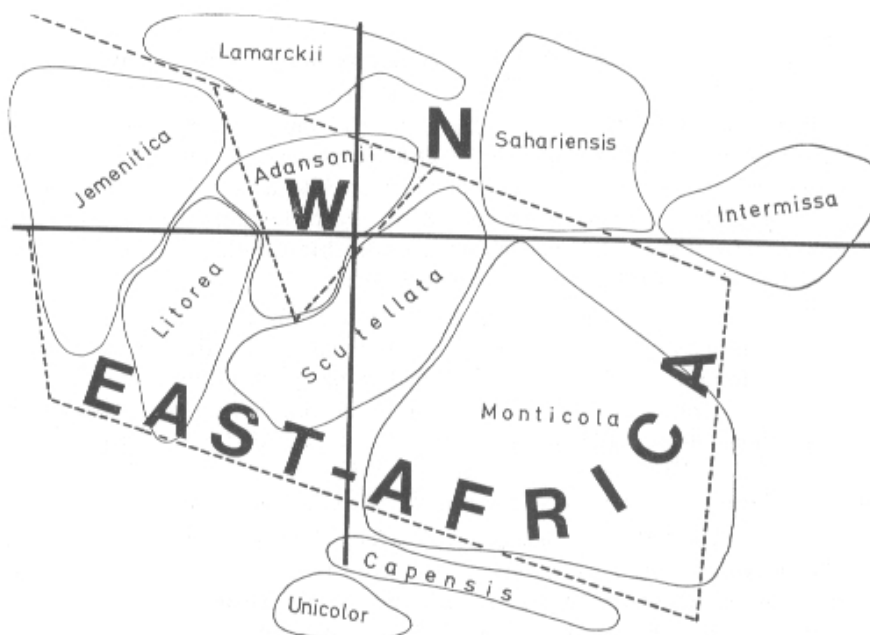 Lamarckii
N
Sahariensis
Jemenitica
Adansonii
W
Intermissa
Litorea
Scutellata
Monticola
EAST-AFRICA
Capensis
Unicolor